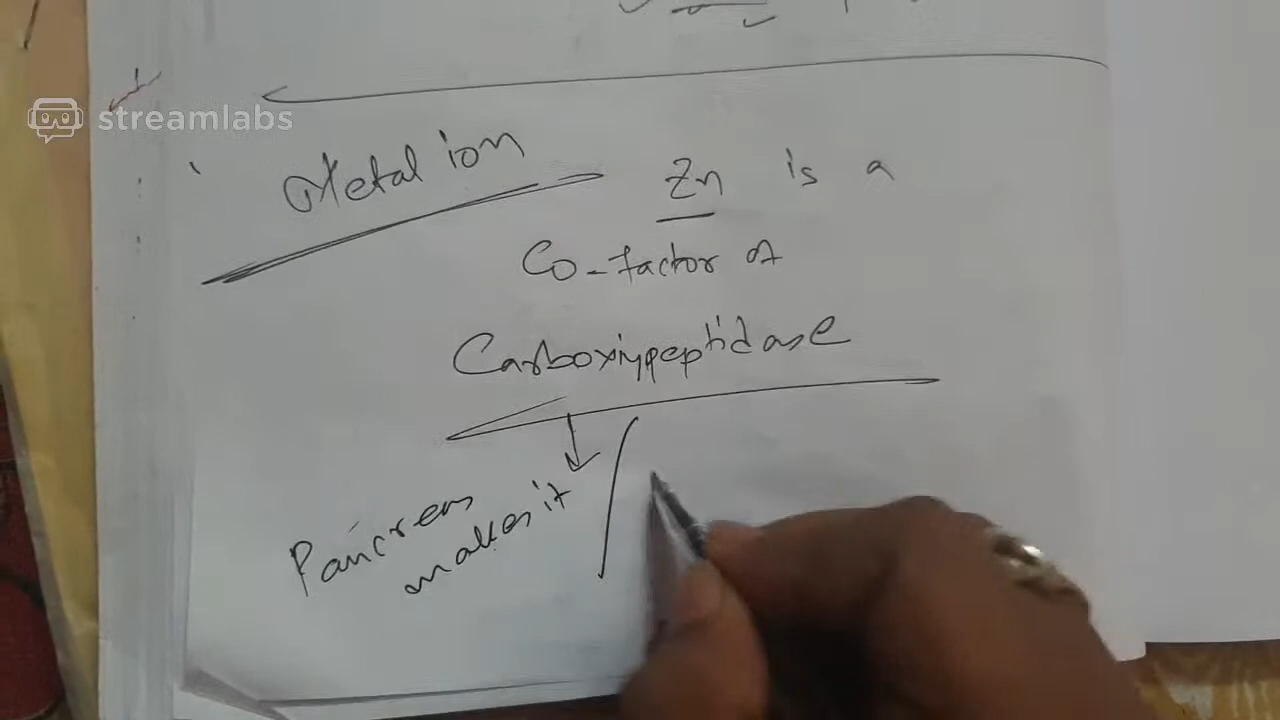 streamlabs
Metal ion
Zn is a
Co-factor of
Carboxiypeptidase
Pancreas
makes it